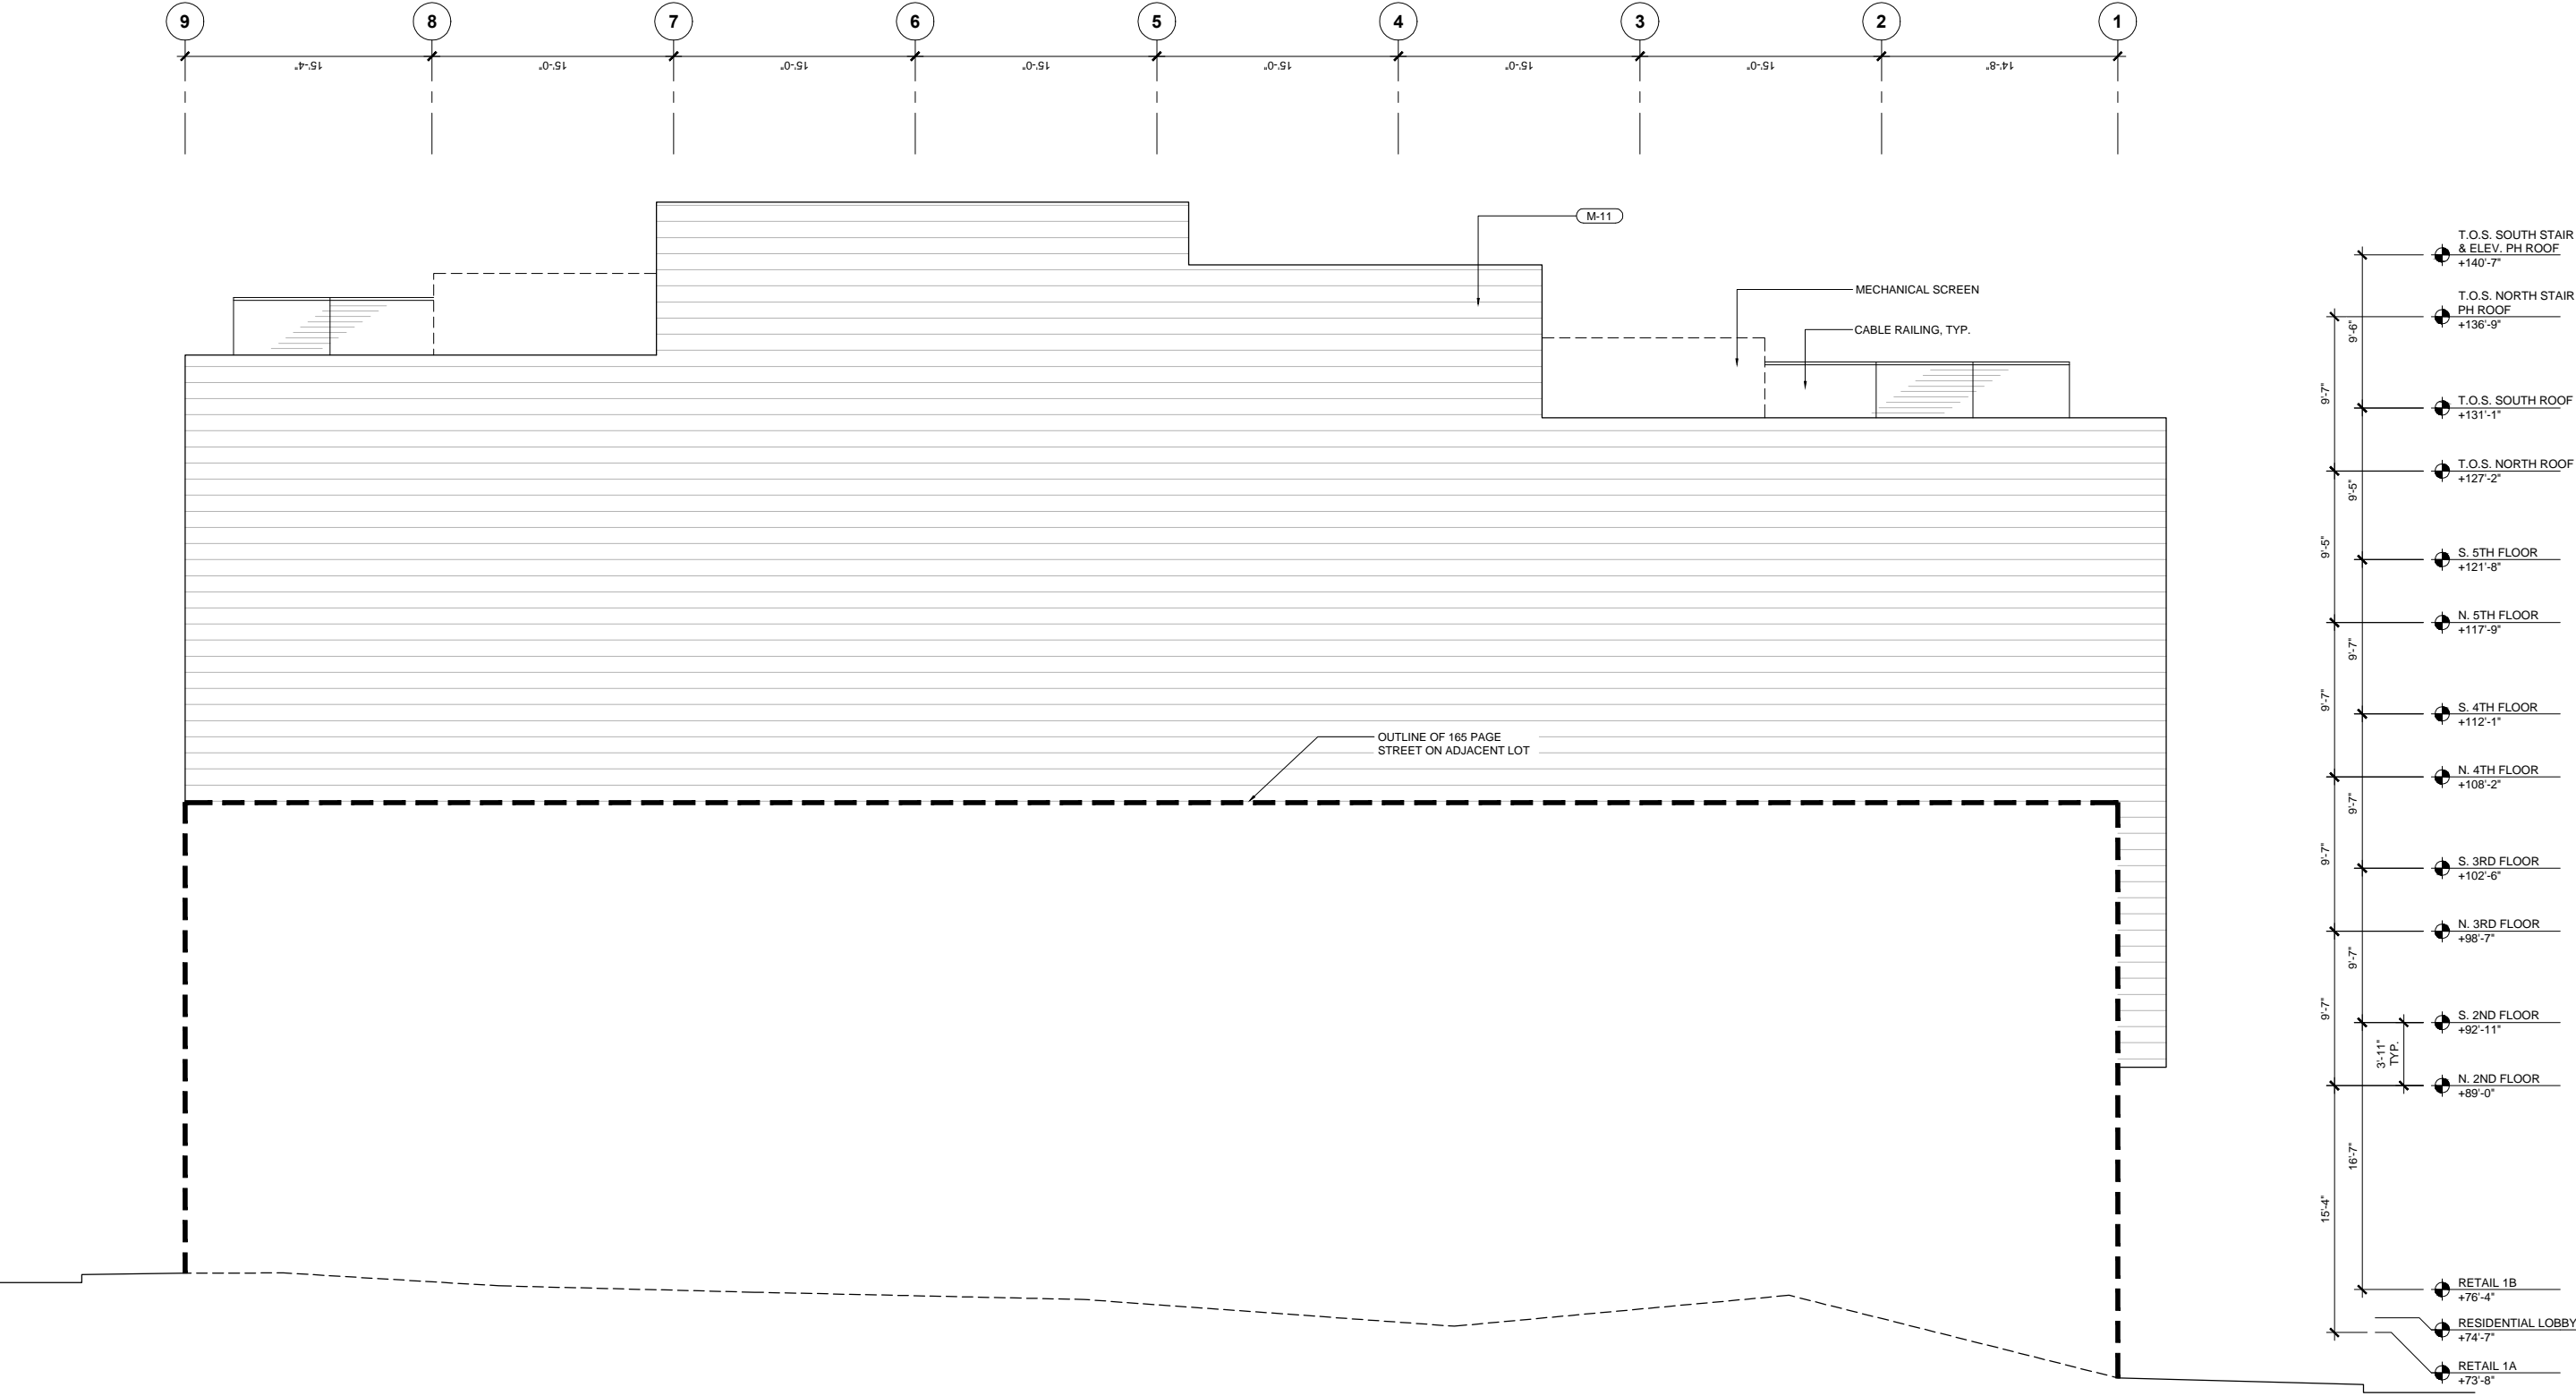 9 8 7 6 5 4 3 2 1
15'-4" 15'-0" 15'-0" 15'-0" 15'-0" 15'-0" 15'-0" 14'-8"
M-11
MECHANICAL SCREEN
CABLE RAILING, TYP.
OUTLINE OF 165 PAGE
STREET ON ADJACENT LOT
9'-7"
9'-5"
9'-7"
9'-7"
9'-7"
15'-4"
9'-6"
9'-5"
9'-7"
9'-7"
9'-7"
16'-7"
3'-11"
TYP.
T.O.S. SOUTH STAIR
& ELEV. PH ROOF
+140'-7"
T.O.S. NORTH STAIR
PH ROOF
+136'-9"
T.O.S. SOUTH ROOF
+131'-1"
T.O.S. NORTH ROOF
+127'-2"
S. 5TH FLOOR
+121'-8"
N. 5TH FLOOR
+117'-9"
S. 4TH FLOOR
+112'-1"
N. 4TH FLOOR
+108'-2"
S. 3RD FLOOR
+102'-6"
N. 3RD FLOOR
+98'-7"
S. 2ND FLOOR
+92'-11"
N. 2ND FLOOR
+89'-0"
RETAIL 1B
+76'-4"
RESIDENTIAL LOBBY
+74'-7"
RETAIL 1A
+73'-8"